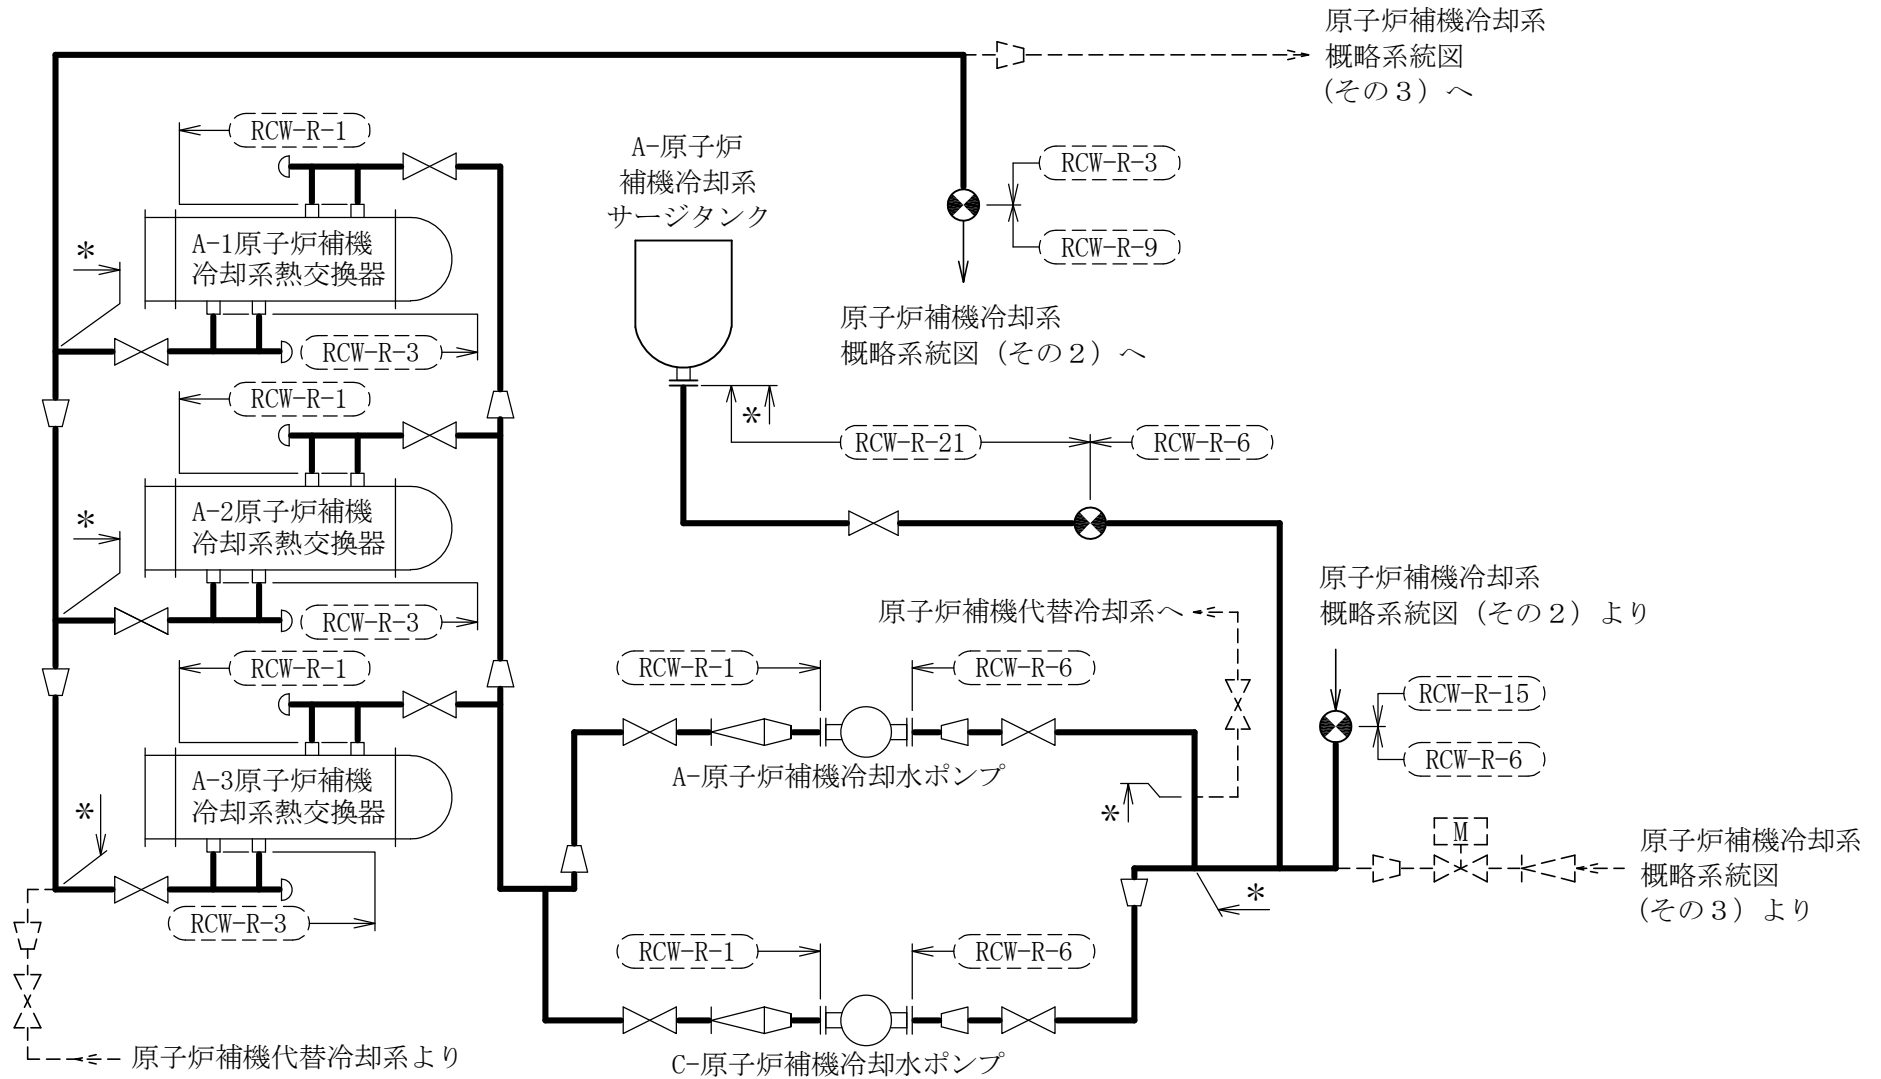 原子炉補機冷却系
概略系統図
(その３）へ
RCW-R-1
A-原子炉
補機冷却系
サージタンク
RCW-R-3
RCW-R-9
A-1原子炉補機
冷却系熱交換器
*
原子炉補機冷却系
概略系統図（その２）へ
RCW-R-3
RCW-R-1
*
RCW-R-21
RCW-R-6
A-2原子炉補機
冷却系熱交換器
*
原子炉補機冷却系
概略系統図（その２）より
原子炉補機代替冷却系へ
RCW-R-3
RCW-R-1
RCW-R-1
RCW-R-6
RCW-R-15
RCW-R-6
A-3原子炉補機
冷却系熱交換器
*
A-原子炉補機冷却水ポンプ
*
M
原子炉補機冷却系
概略系統図
(その３）より
*
RCW-R-3
RCW-R-1
RCW-R-6
原子炉補機代替冷却系より
C-原子炉補機冷却水ポンプ